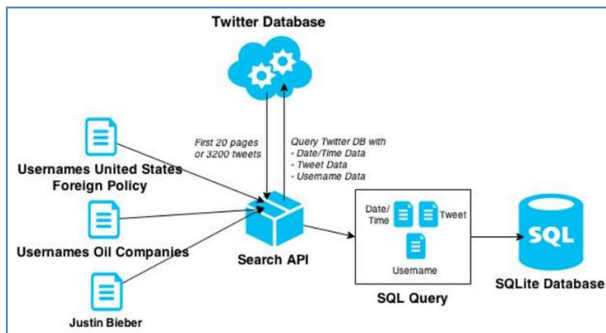 Twitter Database
First 20 pages
or 3200 tweets
Query Twitter DB with
- Date/Time Data
- Tweet Data
- Username Data
Usernames United States
Foreign Policy
Usernames Oil Companies
Justin Bieber
Search API
Date/
Time
Tweet
Username
SQL Query
SQL
SQLite Database